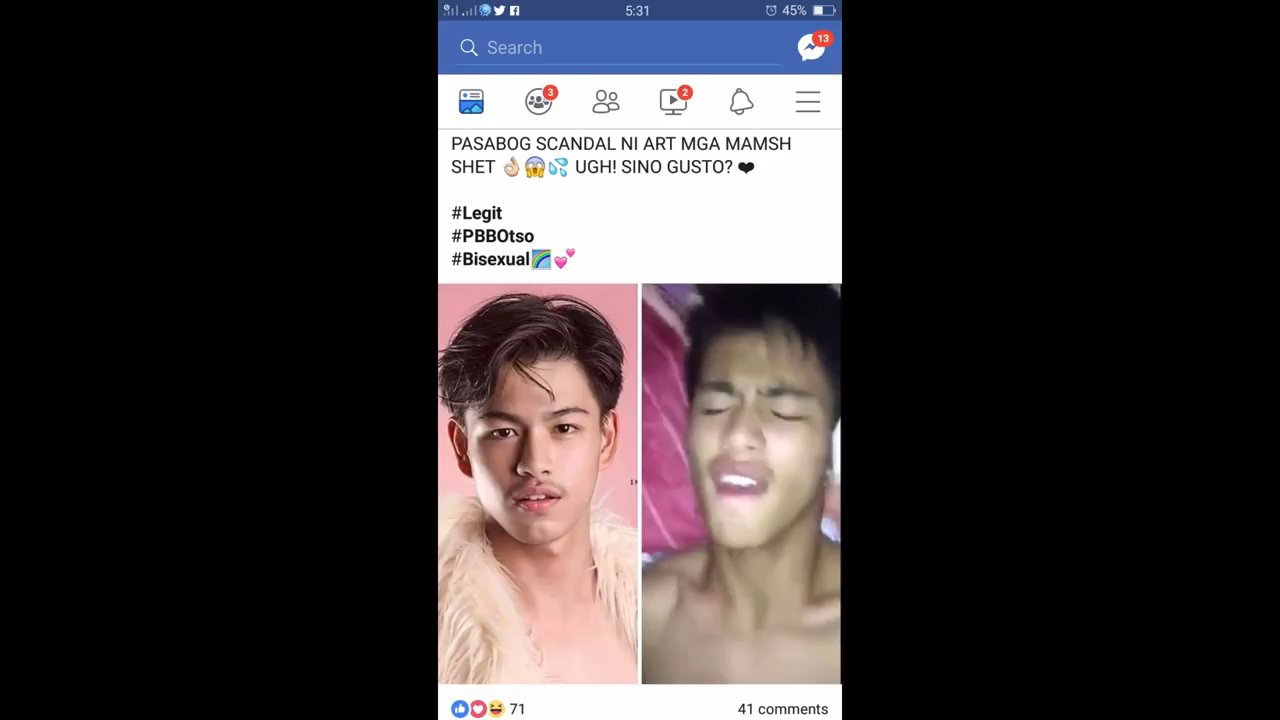 5:31
45%
Search
13
3
2
PASABOG SCANDAL NI ART MGA MAMSH
SHET 👌🏼😱💦 UGH! SINO GUSTO? ❤
#Legit
#PBBOtso
#Bisexual🌈💕
71
41 comments